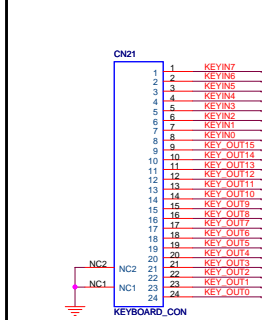 CN21
1 1 KEYIN7
2 2 KEYIN6
3 3 KEYIN5
4 4 KEYIN4
5 5 KEYIN3
6 6 KEYIN2
7 7 KEYIN1
8 8 KEYIN0
9 9 KEY_OUT15
10 10 KEY_OUT14
11 11 KEY_OUT13
12 12 KEY_OUT12
13 13 KEY_OUT11
14 14 KEY_OUT10
15 15 KEY_OUT9
16 16 KEY_OUT8
17 17 KEY_OUT7
18 18 KEY_OUT6
19 19 KEY_OUT5
20 20 KEY_OUT4
NC2 NC2 21 21 KEY_OUT3
22 22 KEY_OUT2
NC1 NC1 23 23 KEY_OUT1
24 24 KEY_OUT0
KEYBOARD_CON